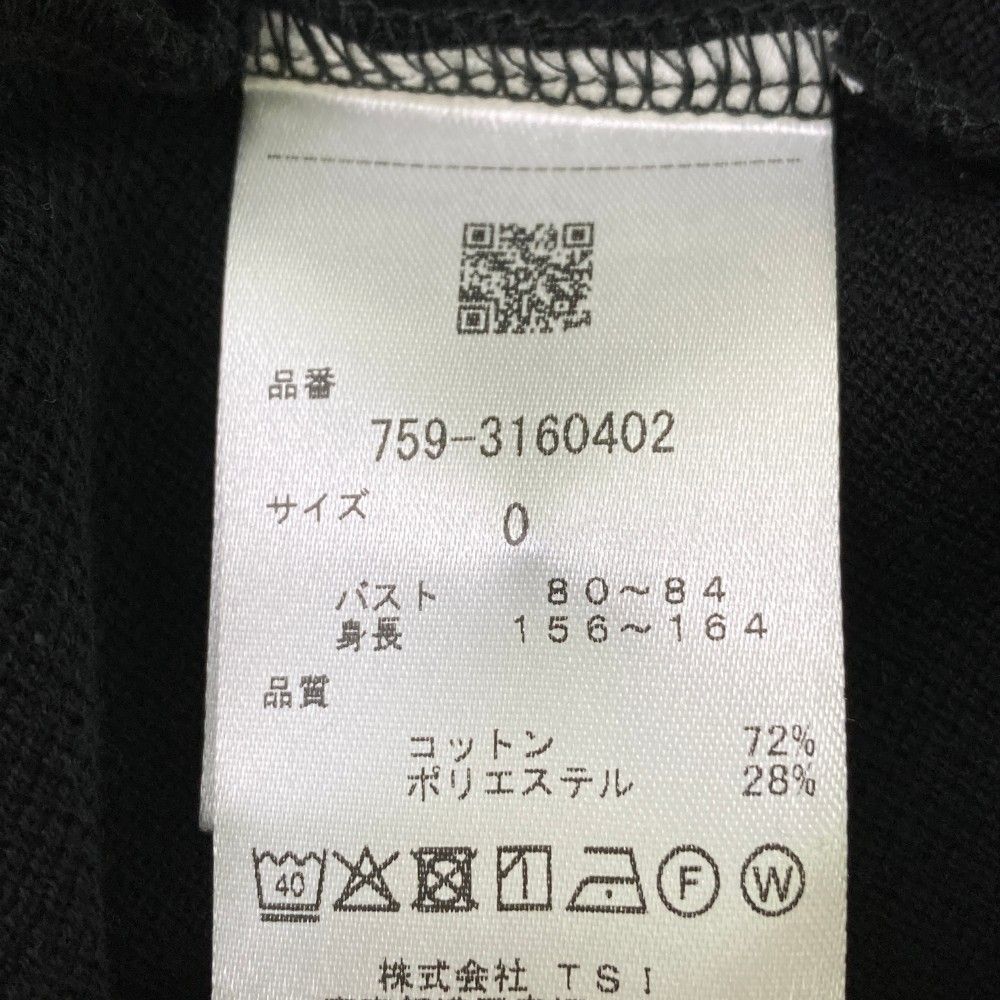 品番
759-3160402
サイズ 0
バスト 80～84
身長 156～164
品質
コットン 72%
ポリエステル 28%
40 F W
株式会社 TSI